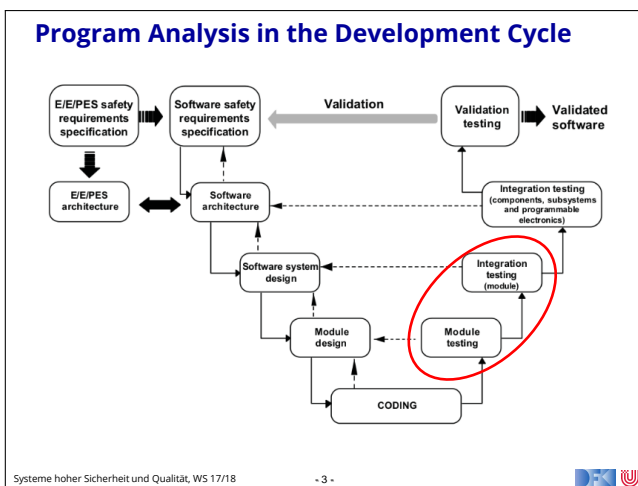 Program Analysis in the Development Cycle
E/E/PES safety
requirements
specification
Software safety
requirements
specification
Validation
Validation
testing
Validated
software
E/E/PES
architecture
Software
architecture
Integration testing
(components, subsystems
and programmable
electronics)
Software system
design
Integration
testing
(module)
Module
design
Module
testing
CODING
Systeme hoher Sicherheit und Qualität, WS 17/18
- 3 -
DFKI